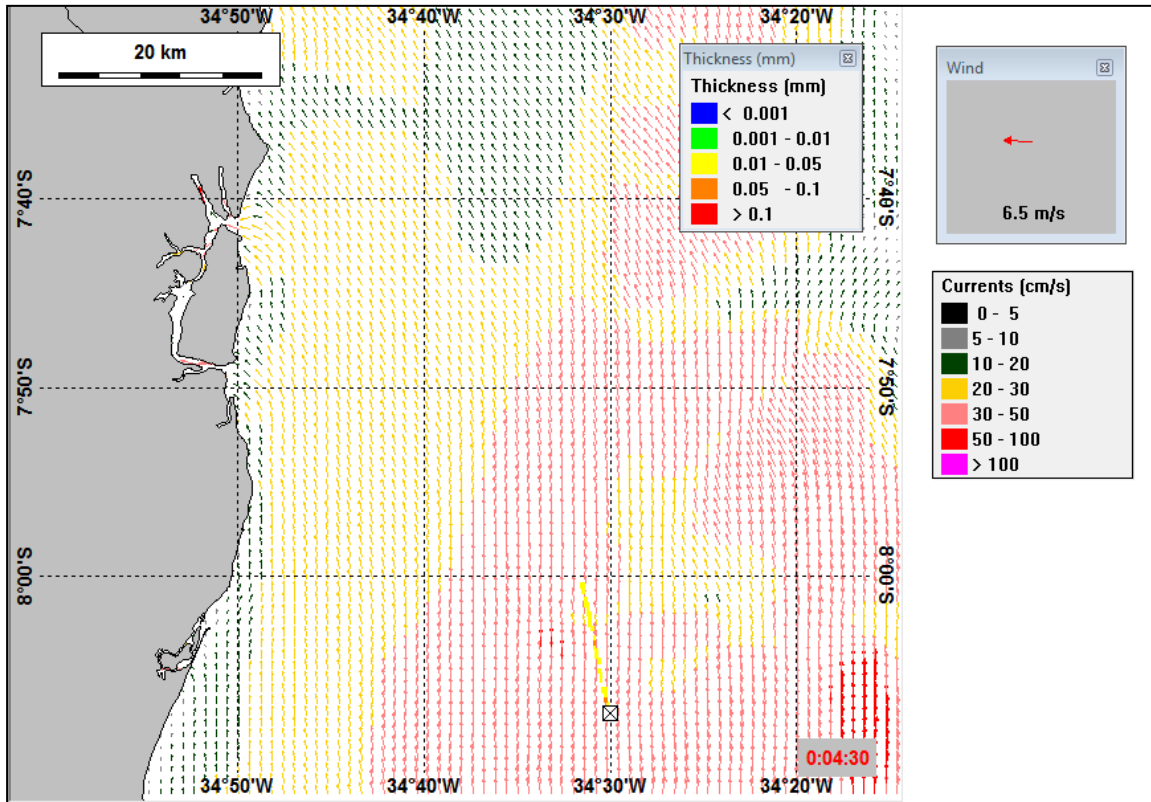 34°50'W 34°40'W 34°30'W 34°20'W
20 km
Thickness (mm)
Thickness (mm)
< 0.001
0.001 - 0.01
0.01 - 0.05
0.05 - 0.1
> 0.1
Wind
6.5 m/s
Currents (cm/s)
0 - 5
5 - 10
10 - 20
20 - 30
30 - 50
50 - 100
> 100
7°40'S 7°40'S
7°50'S 7°50'S
8°00'S 8°00'S
0:04:30
34°50'W 34°40'W 34°30'W 34°20'W